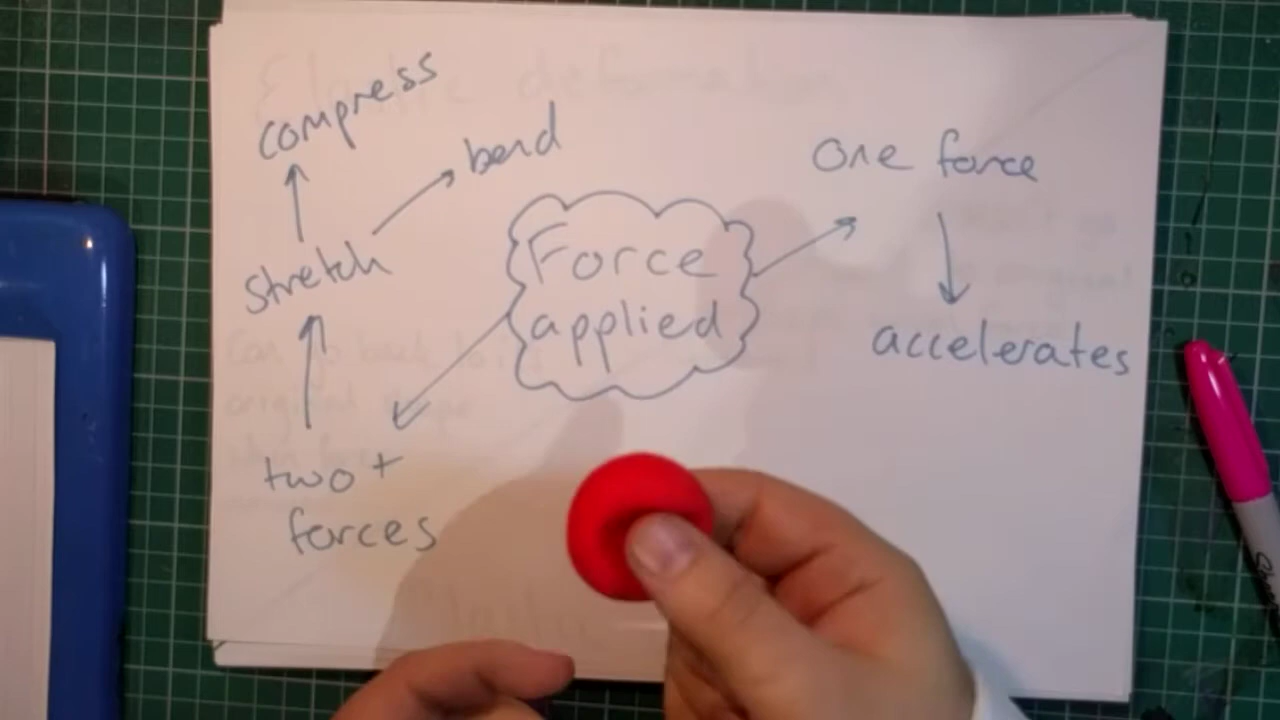 compress
bend
one force
Force
applied
stretch
accelerates
two +
forces